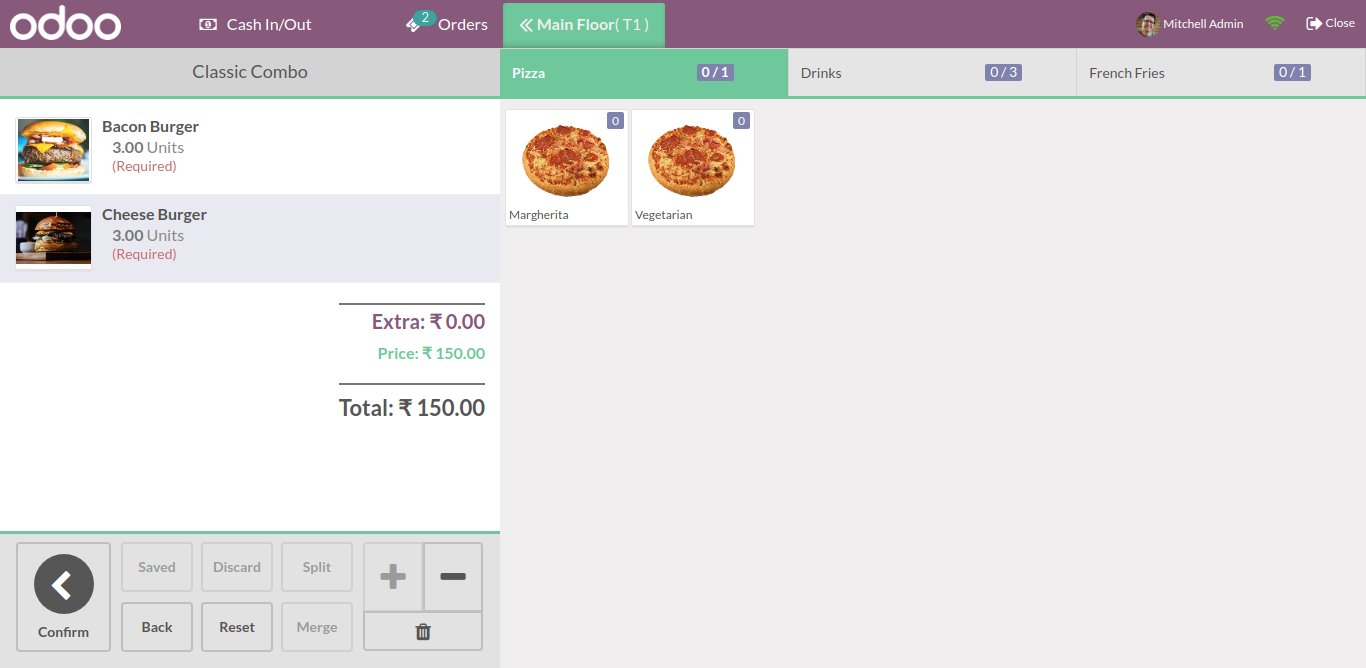 odoo
Cash In/Out
2
Orders
Main Floor( T1 )
Mitchell Admin
Close
Classic Combo
Pizza
0 / 1
Drinks
0 / 3
French Fries
0 / 1
Bacon Burger
3.00 Units
(Required)
Cheese Burger
3.00 Units
(Required)
Extra: ₹ 0.00
Price: ₹ 150.00
Total: ₹ 150.00
0
Margherita
0
Vegetarian
Saved
Discard
Split
Confirm
Back
Reset
Merge